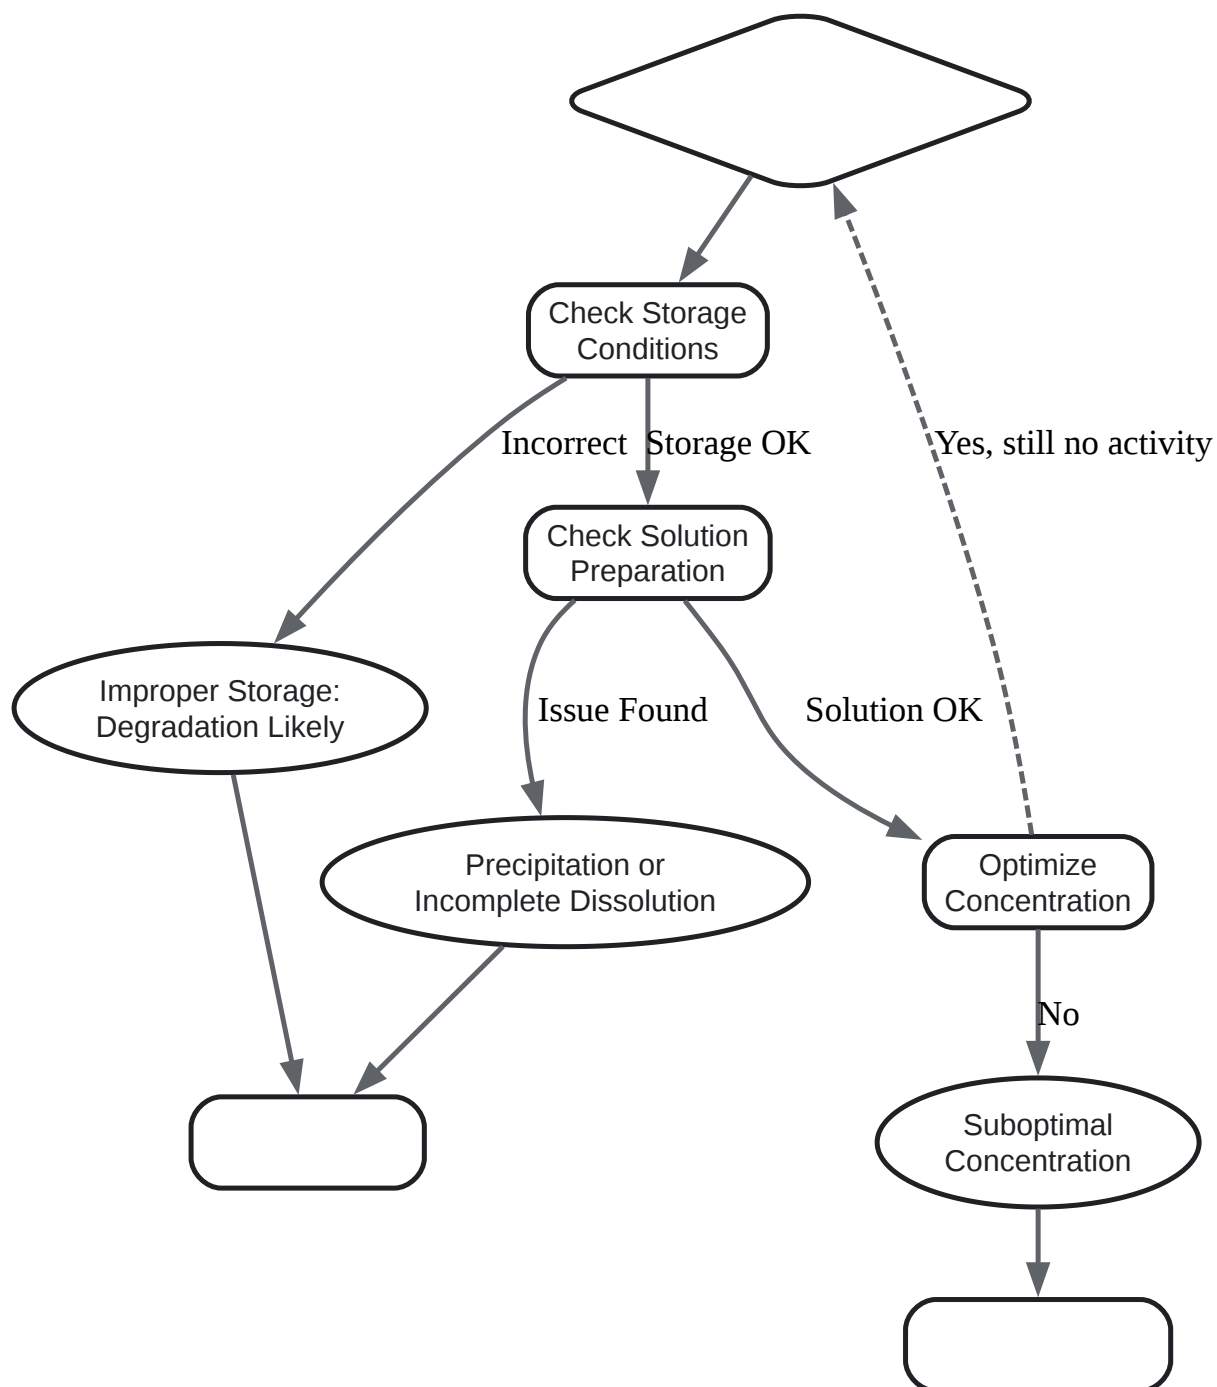 Check Storage
Conditions
Incorrect
Storage OK
Yes, still no activity
Check Solution
Preparation
Improper Storage:
Degradation Likely
Issue Found
Solution OK
Precipitation or
Incomplete Dissolution
Optimize
Concentration
No
Suboptimal
Concentration